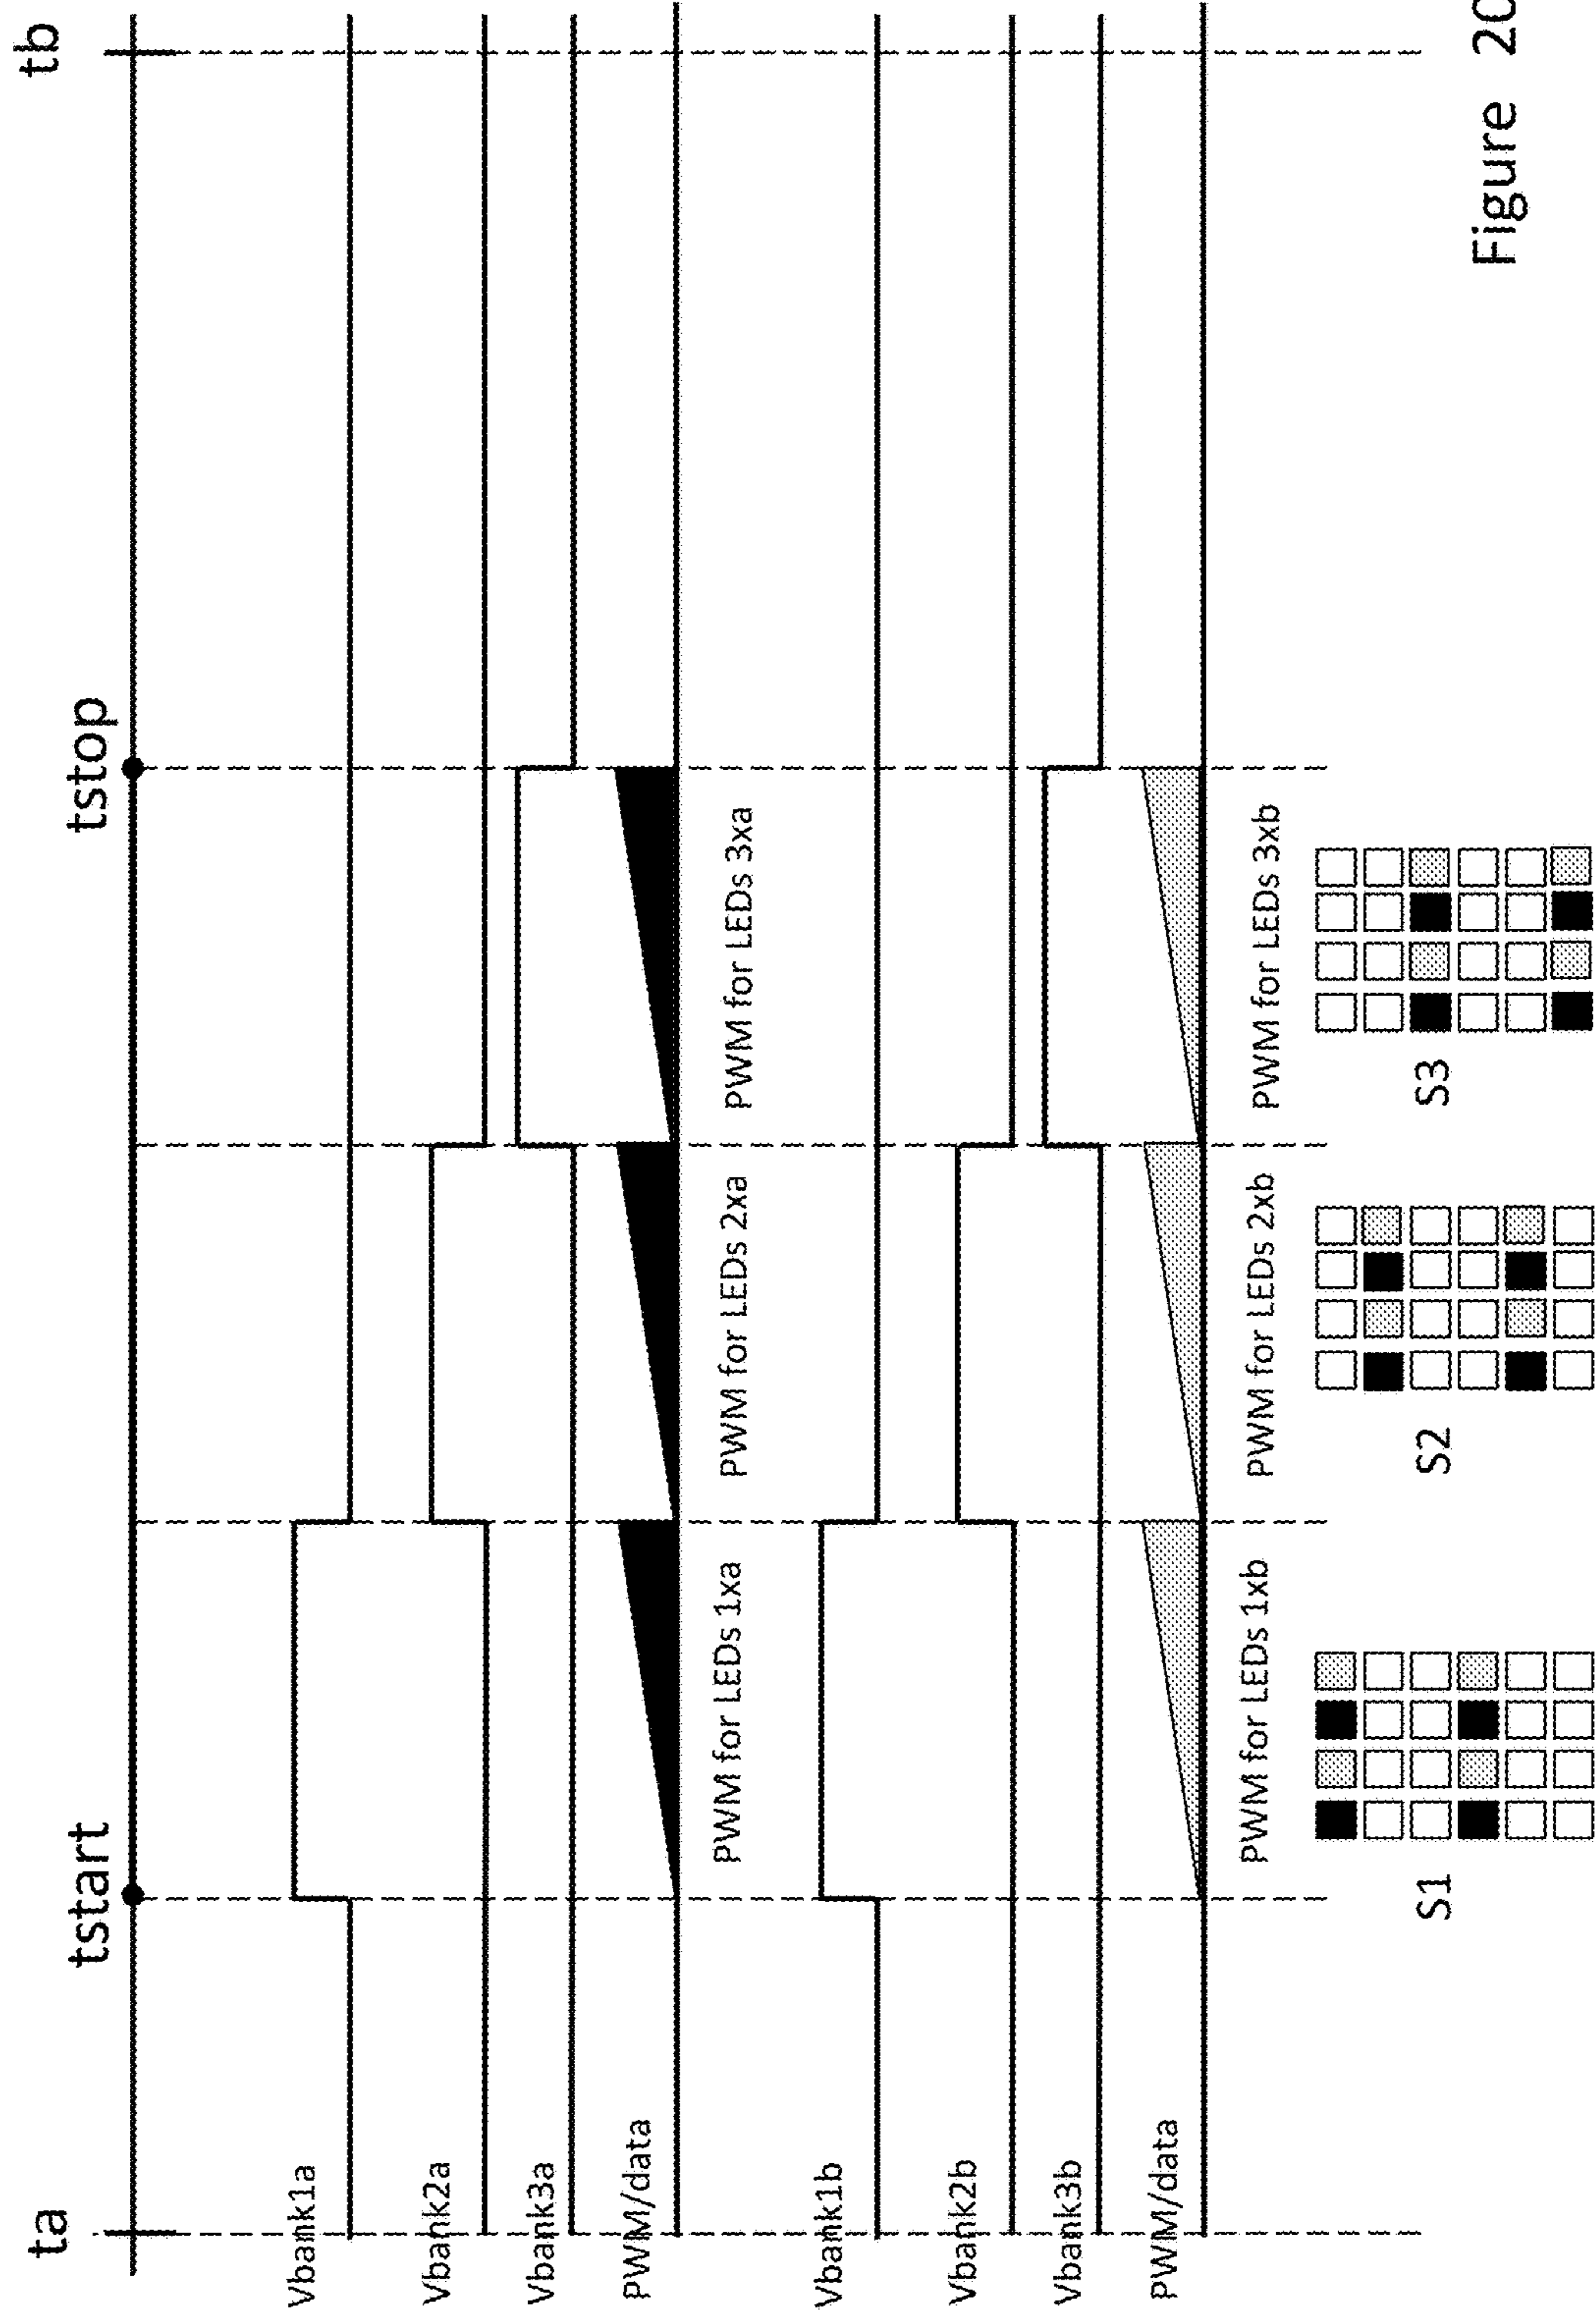 ta
tstart
tstop
tb
Vbank1a
Vbank2a
Vbank3a
PWM/data
PWM for LEDs 1xa
PWM for LEDs 2xa
PWM for LEDs 3xa
Vbank1b
Vbank2b
Vbank3b
PWM/data
PWM for LEDs 1xb
PWM for LEDs 2xb
PWM for LEDs 3xb
S1
S2
S3
Figure 20